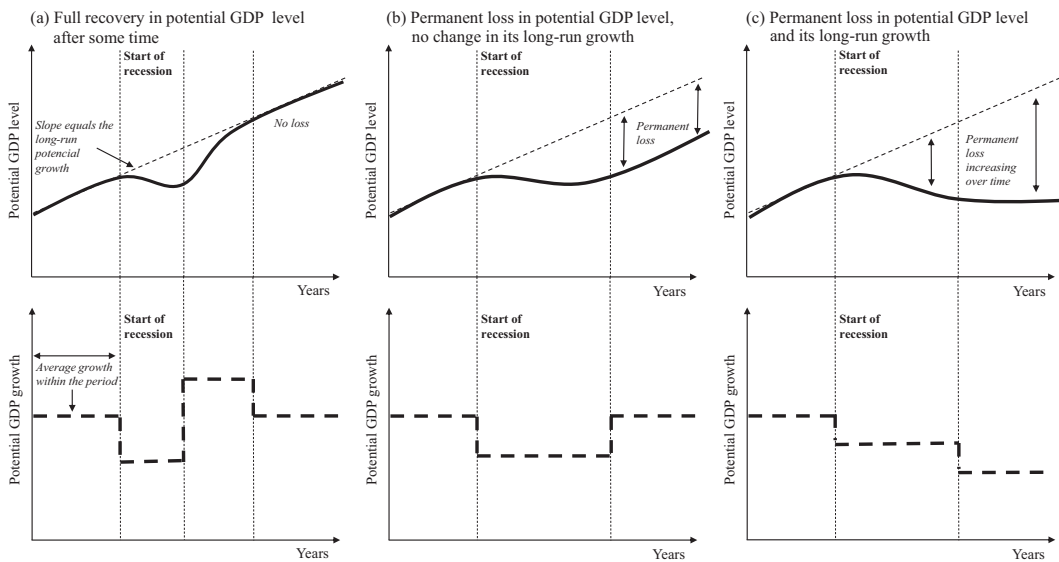 (a) Full recovery in potential GDP level
after some time
Start of
recession
Potential GDP level
Slope equals the
long-run
potencial
growth
No loss
Years
Start of
recession
Potential GDP growth
Average growth
within the period
Years
(b) Permanent loss in potential GDP level,
no change in its long-run growth
Start of
recession
Potential GDP level
Permanent
loss
Years
Start of
recession
Potential GDP growth
Years
(c) Permanent loss in potential GDP level
and its long-run growth
Start of
recession
Potential GDP level
Permanent
loss
increasing
over time
Years
Start of
recession
Potential GDP growth
Years